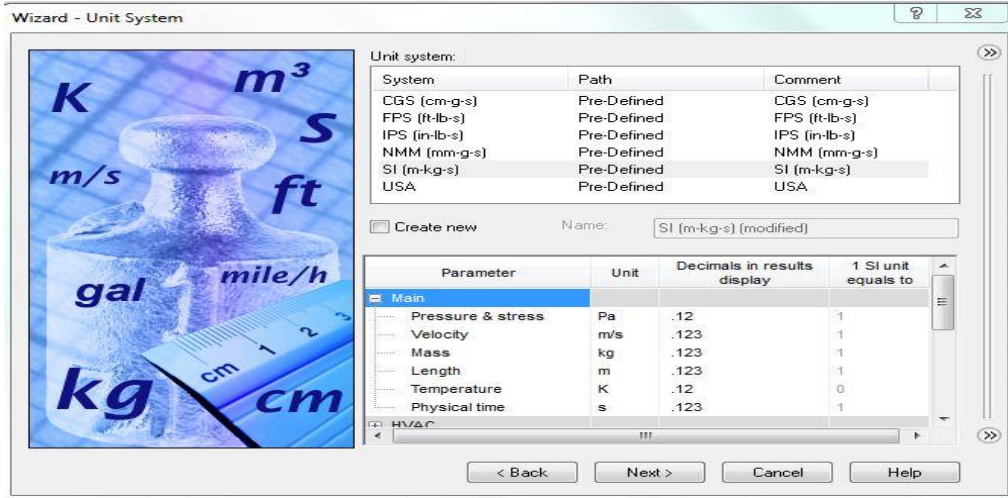 Wizard - Unit System
K
m³
S
m/s
ft
gal
mile/h
kg
cm 1 2 3
cm
Unit system:
System Path Comment
CGS (cm-g-s) Pre-Defined CGS (cm-g-s)
FPS (ft-lb-s) Pre-Defined FPS (ft-lb-s)
IPS (in-lb-s) Pre-Defined IPS (in-lb-s)
NMM (mm-g-s) Pre-Defined NMM (mm-g-s)
SI (m-kg-s) Pre-Defined SI (m-kg-s)
USA Pre-Defined USA
Create new Name: SI (m-kg-s) (modified)
Parameter Unit Decimals in results display 1 SI unit equals to
Main
Pressure & stress Pa .12 1
Velocity m/s .123 1
Mass kg .123 1
Length m .123 1
Temperature K .12 0
Physical time s .123 1
HVAC
< Back Next > Cancel Help